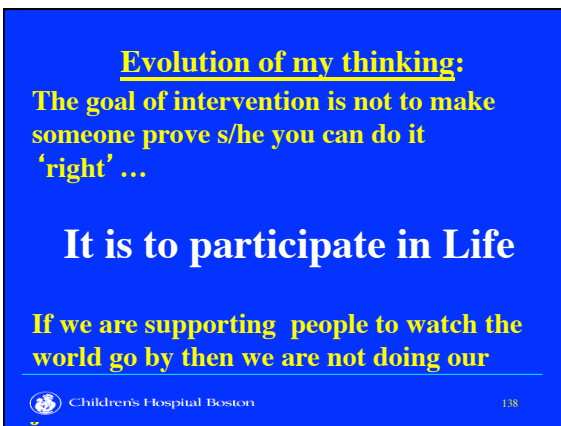 Evolution of my thinking:
The goal of intervention is not to make
someone prove s/he you can do it
‘right’…
It is to participate in Life
If we are supporting people to watch the
world go by then we are not doing our
Children's Hospital Boston
138